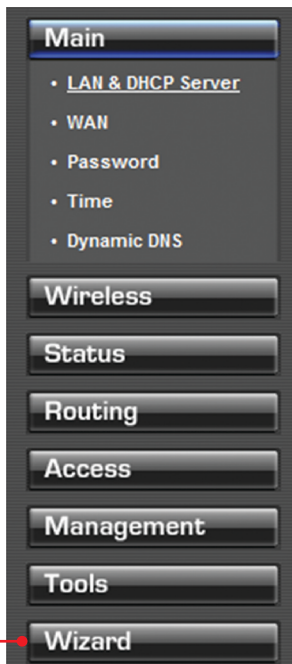 Main
• LAN & DHCP Server
• WAN
• Password
• Time
• Dynamic DNS
Wireless
Status
Routing
Access
Management
Tools
Wizard